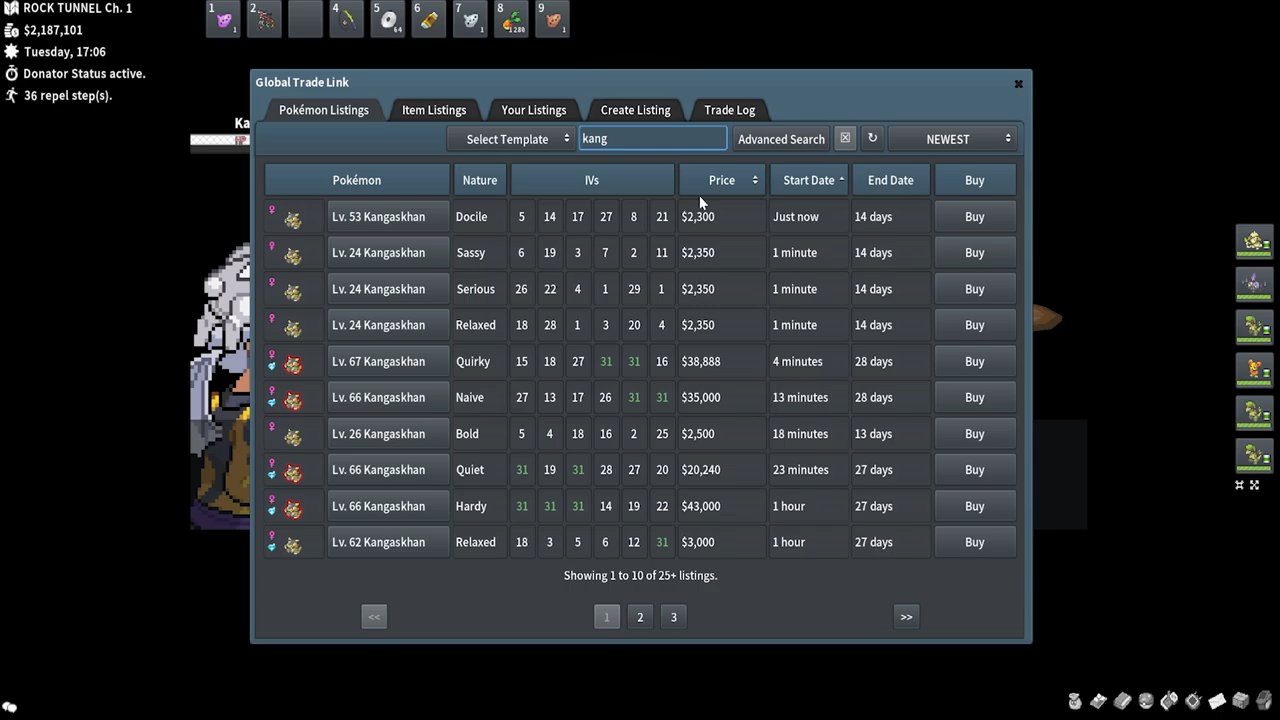 ROCK TUNNEL Ch. 1
$2,187,101
Tuesday, 17:06
Donator Status active.
36 repel step(s).
1 2 4 5 6 7 8 9
1 64 1 1280 1
Ka
Global Trade Link
Pokémon Listings Item Listings Your Listings Create Listing Trade Log
Select Template kang Advanced Search NEWEST
Pokémon Nature IVs Price Start Date End Date Buy
Lv. 53 Kangaskhan Docile 5 14 17 27 8 21 $2,300 Just now 14 days Buy
Lv. 24 Kangaskhan Sassy 6 19 3 7 2 11 $2,350 1 minute 14 days Buy
Lv. 24 Kangaskhan Serious 26 22 4 1 29 1 $2,350 1 minute 14 days Buy
Lv. 24 Kangaskhan Relaxed 18 28 1 3 20 4 $2,350 1 minute 14 days Buy
Lv. 67 Kangaskhan Quirky 15 18 27 31 31 16 $38,888 4 minutes 28 days Buy
Lv. 66 Kangaskhan Naive 27 13 17 26 31 31 $35,000 13 minutes 28 days Buy
Lv. 26 Kangaskhan Bold 5 4 18 16 2 25 $2,500 18 minutes 13 days Buy
Lv. 66 Kangaskhan Quiet 31 19 31 28 27 20 $20,240 23 minutes 27 days Buy
Lv. 66 Kangaskhan Hardy 31 31 31 14 19 22 $43,000 1 hour 27 days Buy
Lv. 62 Kangaskhan Relaxed 18 3 5 6 12 31 $3,000 1 hour 27 days Buy
Showing 1 to 10 of 25+ listings.
<< 1 2 3 >>